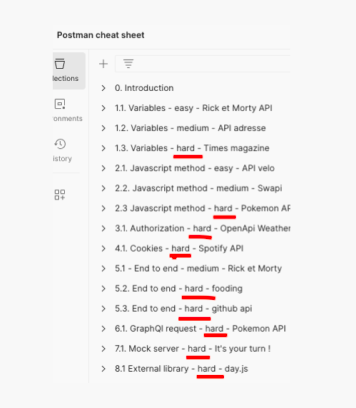 Postman cheat sheet
lections
0. Introduction
1.1. Variables - easy - Rick et Morty API
onments
1.2. Variables - medium - API adresse
1.3. Variables - hard - Times magazine
istory
2.1. Javascript method - easy - API velo
2.2. Javascript method - medium - Swapi
2.3 Javascript method - hard - Pokemon AP
3.1. Authorization - hard - OpenApi Weather
4.1. Cookies - hard - Spotify API
5.1 - End to end - medium - Rick et Morty
5.2. End to end - hard - fooding
5.3. End to end - hard - github api
6.1. GraphQl request - hard - Pokemon API
7.1. Mock server - hard - It's your turn !
8.1 External library - hard - day.js